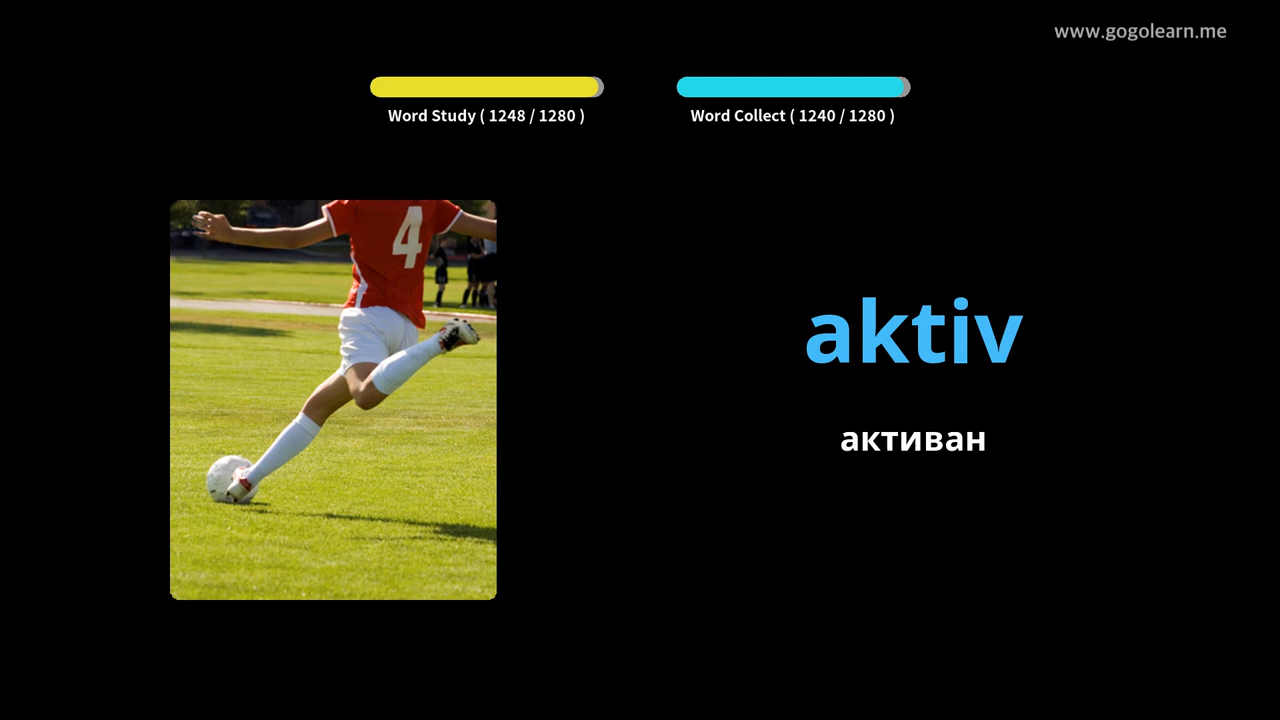 www.gogolearn.me
Word Study ( 1248 / 1280 )
Word Collect ( 1240 / 1280 )
4
aktiv
активан